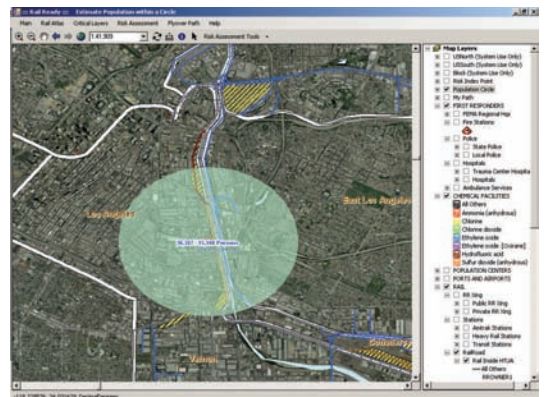 ::: Rail Ready ::: Estimate Population within a Circle
Main Rail Atlas Critical Layers Risk Assessment Flyover Path Help
Risk Assessment Tools
Map Layers
USNorth (System Use Only)
USSouth (System Use Only)
Block (System Use Only)
Risk Index Point
Population Circle
My Path
FIRST RESPONDERS
FEMA Regional Mgr
Fire Stations
Police
State Police
Local Police
Hospitals
Trauma Center Hospita
Hospitals
Ambulance Services
CHEMICAL FACILITIES
All Others
Ammonia (anhydrous)
Chlorine
Chlorine dioxide
Ethylene oxide
Ethylene oxide [Oxirane]
Hydrofluoric acid
Sulfur dioxide (anhydrous)
POPULATION CENTERS
PORTS AND AIRPORTS
RAIL
RR Xing
Public RR Xing
Private RR Xing
Stations
Amtrak Stations
Heavy Rail Stations
Transit Stations
RailRoad
Rail Inside HTUA
All Others
RROWNER1
Los Angeles
East Los Angeles
Vernon